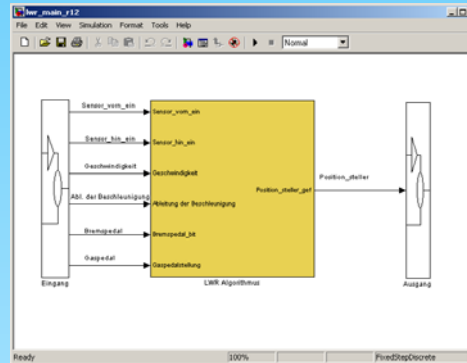 lwr_main_r12
File Edit View Simulation Format Tools Help
Normal
Sensor_vorn_ein
Sensor_vorn_ein
Sensor_hin_ein
Sensor_hin_ein
Geschwindigkeit
Geschwindigkeit
Position_steller
Abl. der Beschleunigung
Position_steller_ges
Ableitung der Beschleunigung
Bremspedal
Bremspedal_bit
Gaspedal
Gaspedalstellung
Eingang
LWR Algorithmus
Ausgang
Ready 100% FixedStepDiscrete